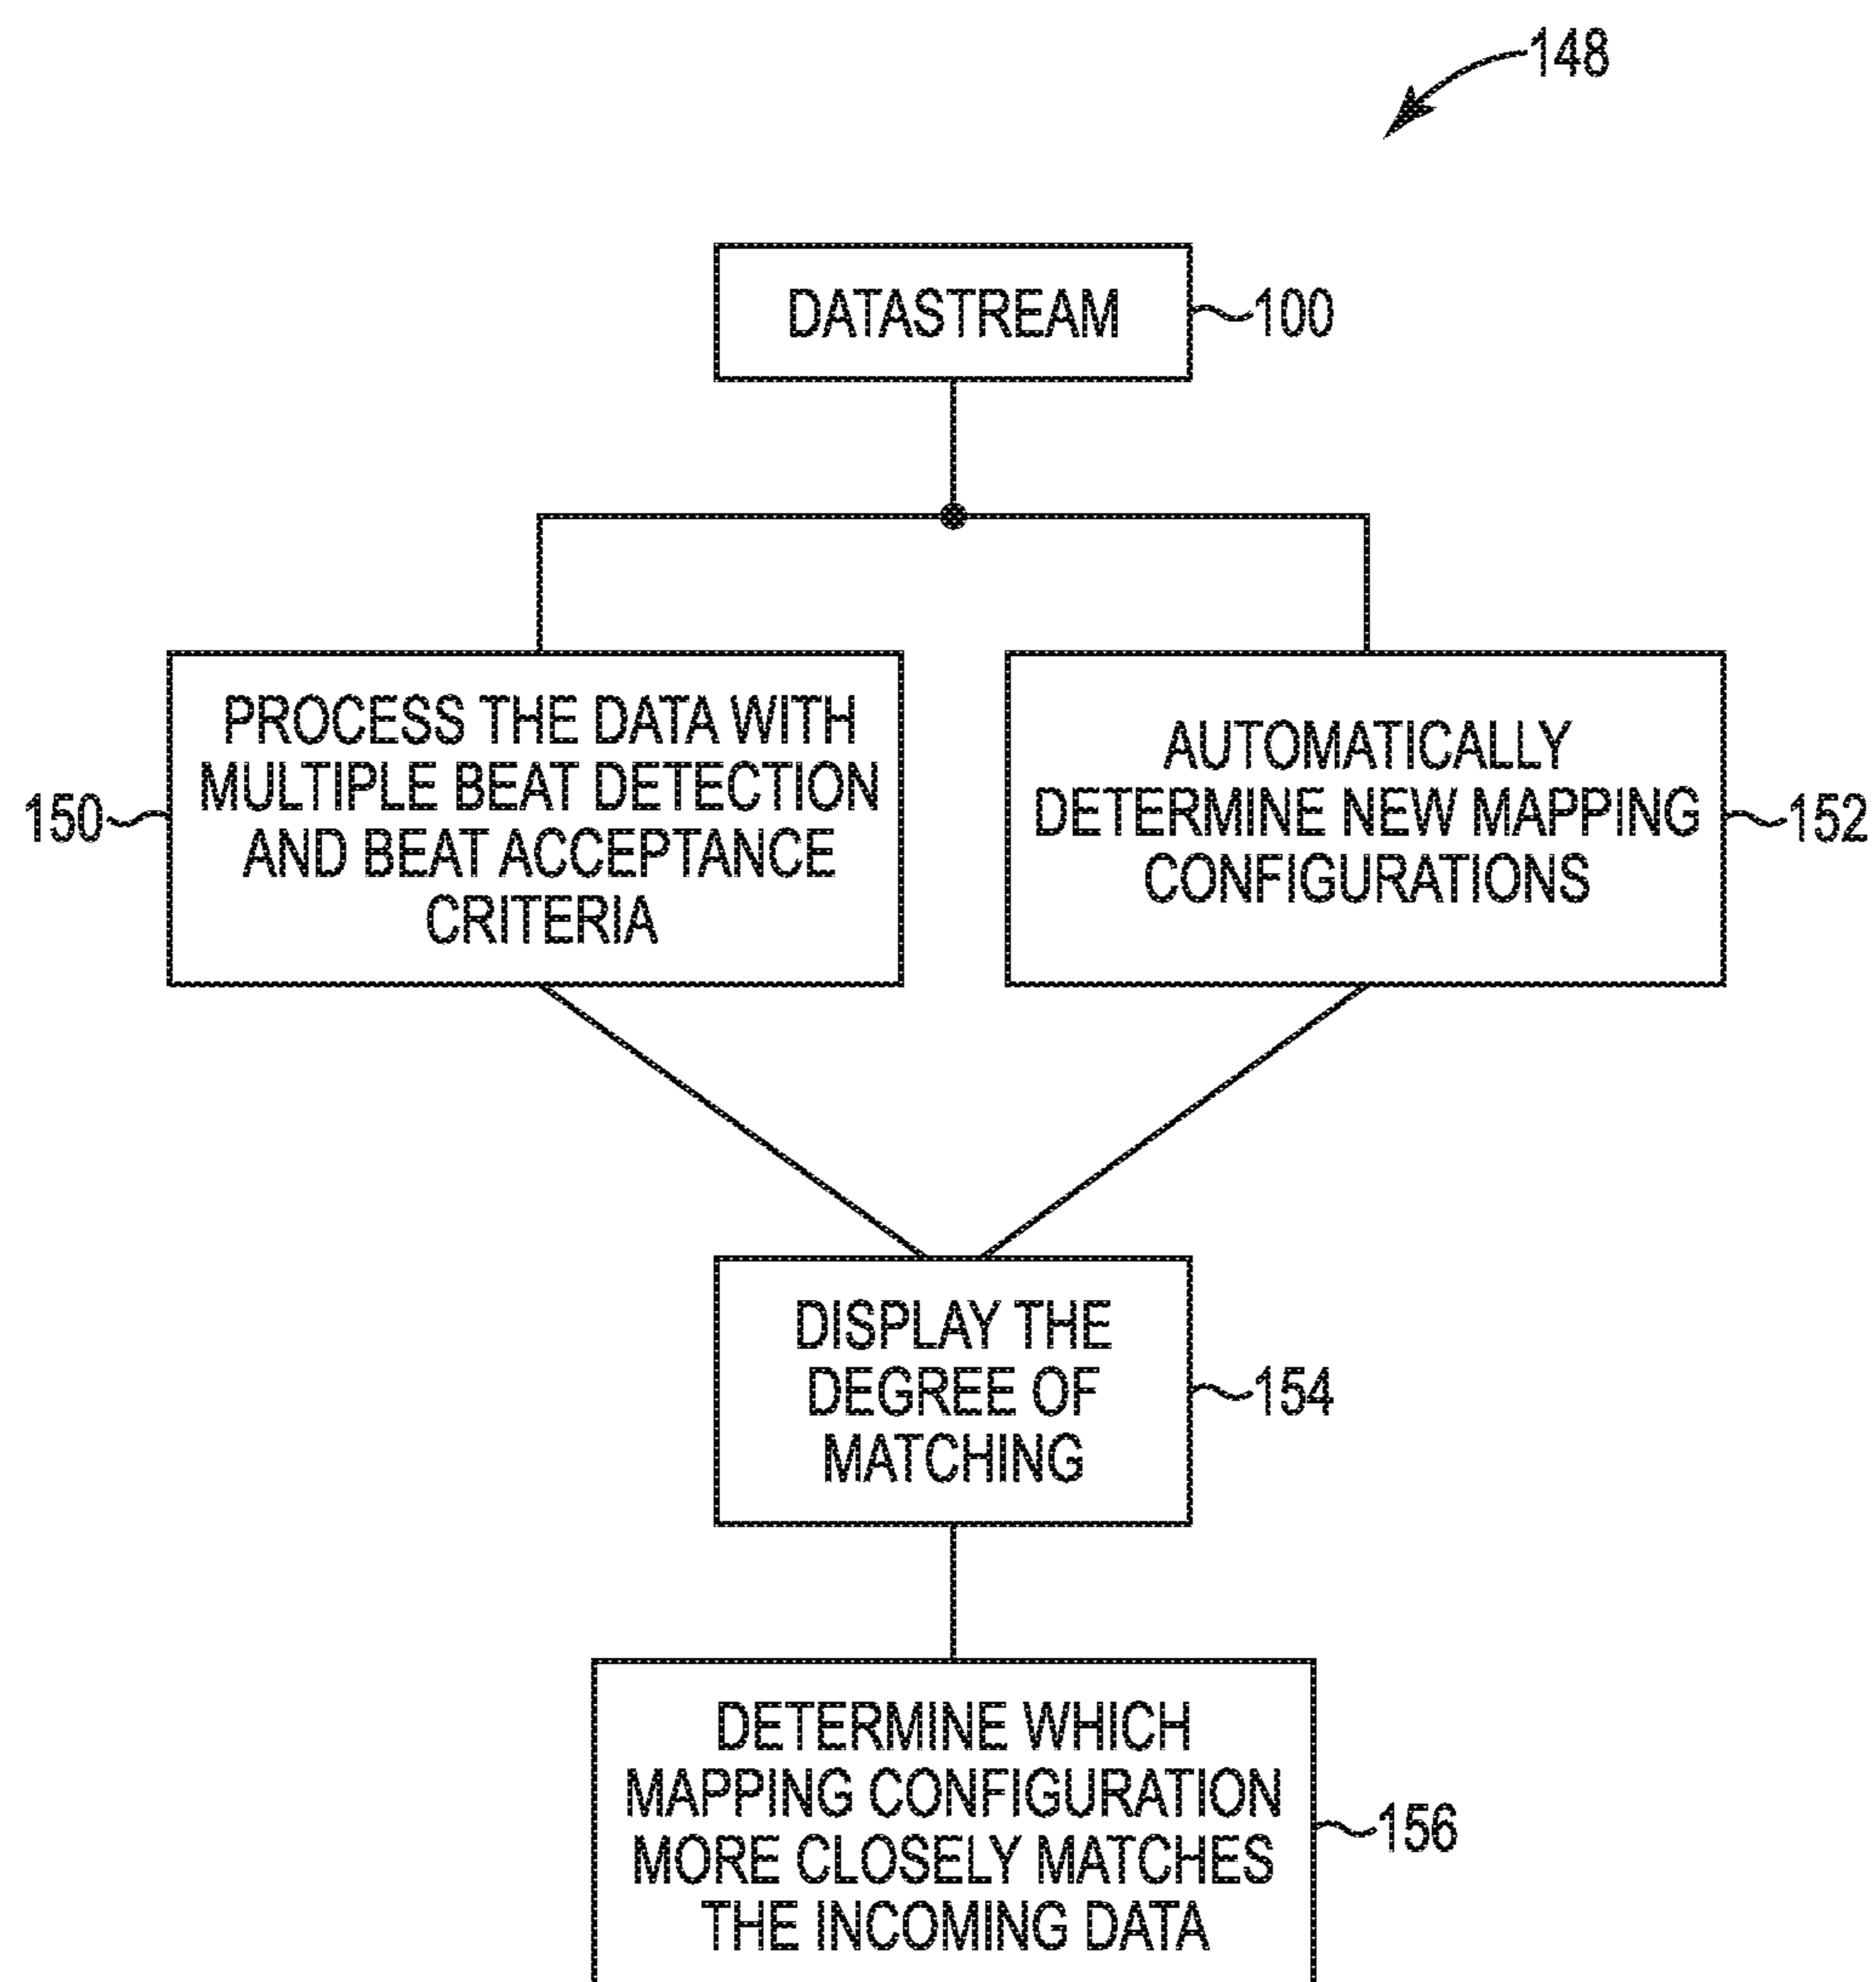 148
DATASTREAM
100
PROCESS THE DATA WITH
MULTIPLE BEAT DETECTION
AND BEAT ACCEPTANCE
CRITERIA
150
AUTOMATICALLY
DETERMINE NEW MAPPING
CONFIGURATIONS
152
DISPLAY THE
DEGREE OF
MATCHING
154
DETERMINE WHICH
MAPPING CONFIGURATION
MORE CLOSELY MATCHES
THE INCOMING DATA
156